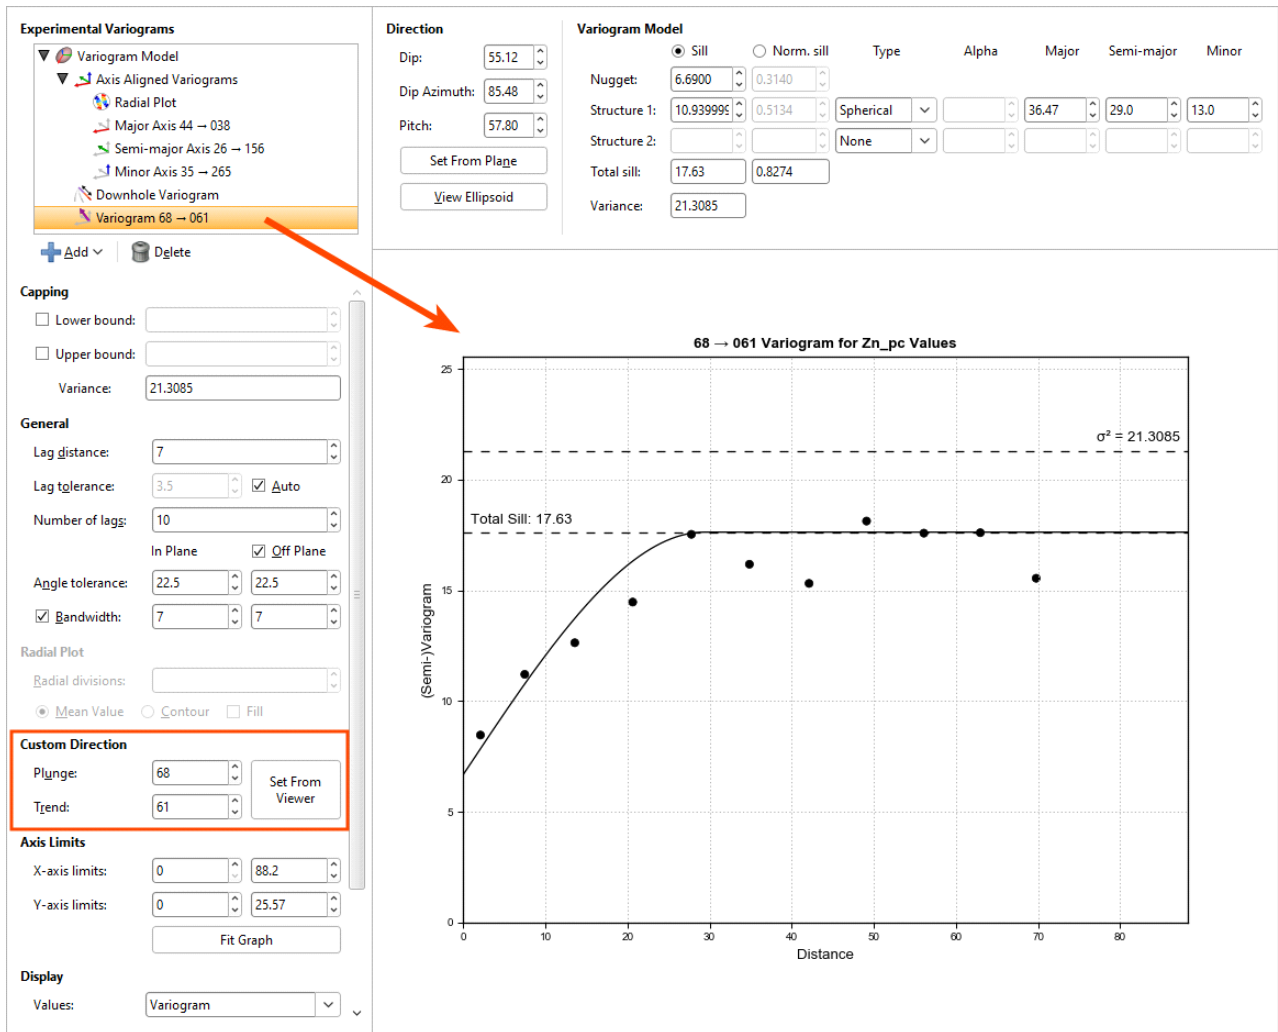 Experimental Variograms
Variogram Model
Axis Aligned Variograms
Radial Plot
Major Axis 44 → 038
Semi-major Axis 26 → 156
Minor Axis 35 → 265
Downhole Variogram
Variogram 68 → 061
Add
Delete
Direction
Dip: 55.12
Dip Azimuth: 85.48
Pitch: 57.80
Set From Plane
View Ellipsoid
Variogram Model
Sill Norm. sill Type Alpha Major Semi-major Minor
Nugget: 6.6900 0.3140
Structure 1: 10.939999 0.5134 Spherical 36.47 29.0 13.0
Structure 2: None
Total sill: 17.63 0.8274
Variance: 21.3085
Capping
Lower bound:
Upper bound:
Variance: 21.3085
General
Lag distance: 7
Lag tolerance: 3.5 Auto
Number of lags: 10
In Plane Off Plane
Angle tolerance: 22.5 22.5
Bandwidth: 7 7
Radial Plot
Radial divisions:
Mean Value Contour Fill
Custom Direction
Plunge: 68
Trend: 61
Set From
Viewer
Axis Limits
X-axis limits: 0 88.2
Y-axis limits: 0 25.57
Fit Graph
Display
Values: Variogram
68 → 061 Variogram for Zn_pc Values
σ² = 21.3085
Total Sill: 17.63
(Semi-)Variogram
25
20
15
10
5
0
0 10 20 30 40 50 60 70 80
Distance